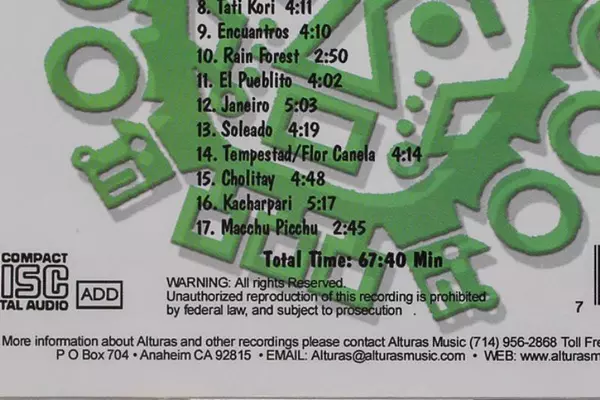 8. Tati Kori 4:11
9. Encuantros 4:10
10. Rain Forest 2:50
11. El Pueblito 4:02
12. Janeiro 5:03
13. Soleado 4:19
14. Tempestad/Flor Canela 4:14
15. Cholitay 4:48
16. Kacharpari 5:17
17. Macchu Picchu 2:45
Total Time: 67:40 Min
COMPACT
DISC
TAL AUDIO
ADD
WARNING: All rights Reserved.
Unauthorized reproduction of this recording is prohibited
by federal law, and subject to prosecution .
7
More information about Alturas and other recordings please contact Alturas Music (714) 956-2868 Toll Fre
P O Box 704 • Anaheim CA 92815 • EMAIL: Alturas@alturasmusic.com • WEB: www.alturasm